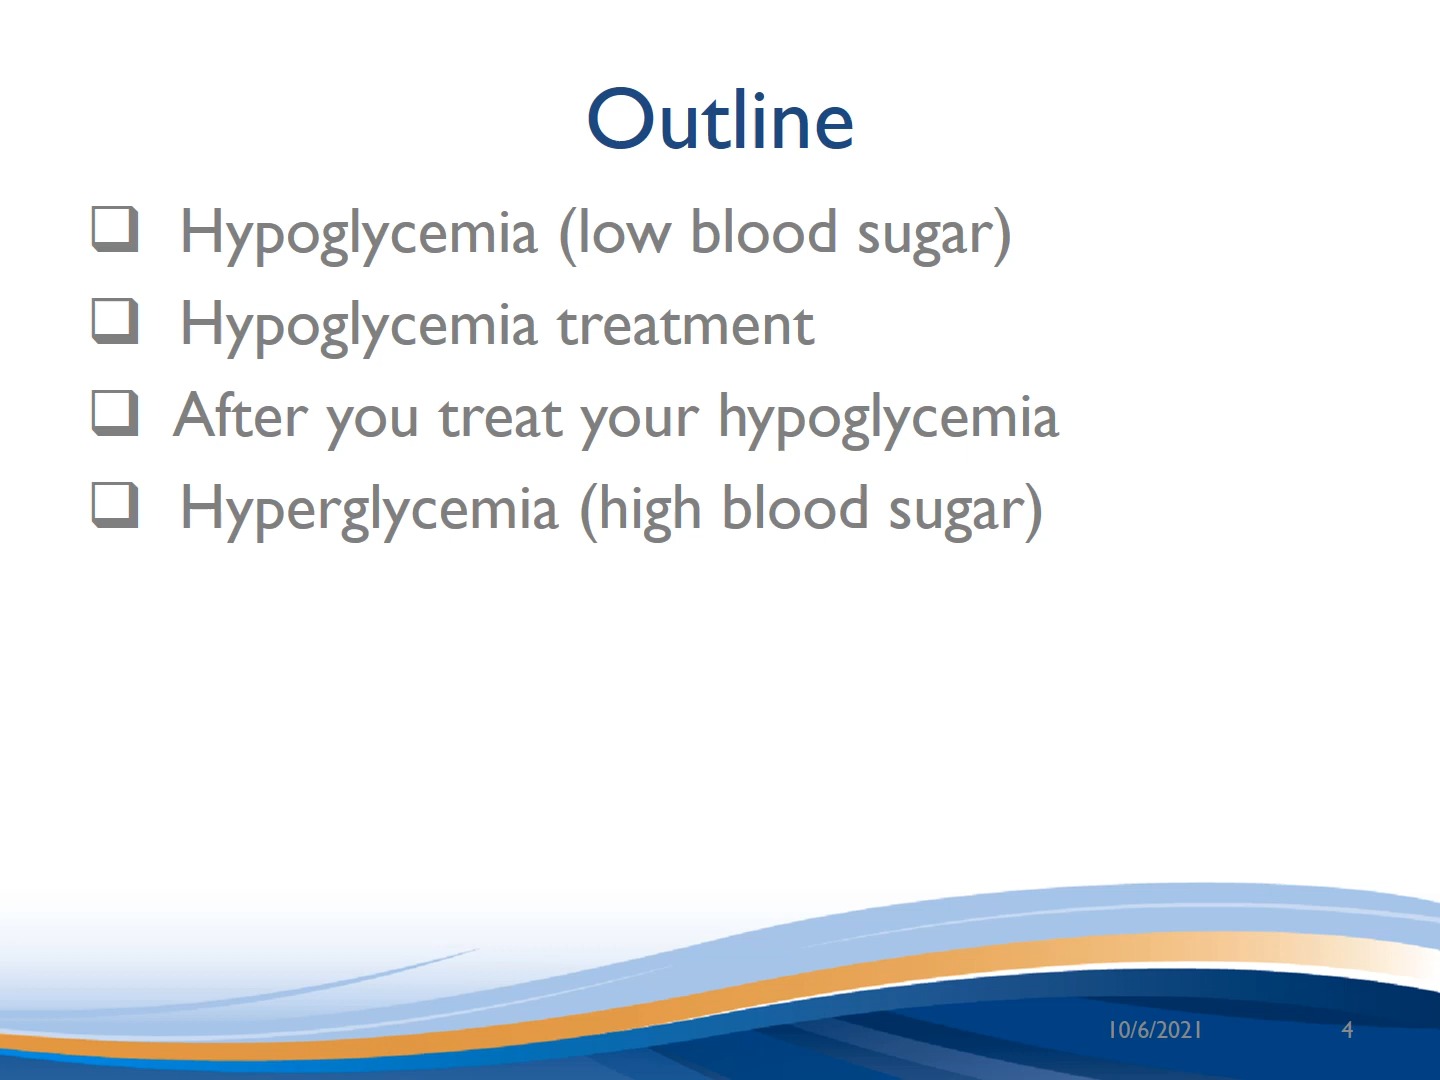 Outline
❑ Hypoglycemia (low blood sugar)
❑ Hypoglycemia treatment
❑ After you treat your hypoglycemia
❑ Hyperglycemia (high blood sugar)
10/6/2021 4